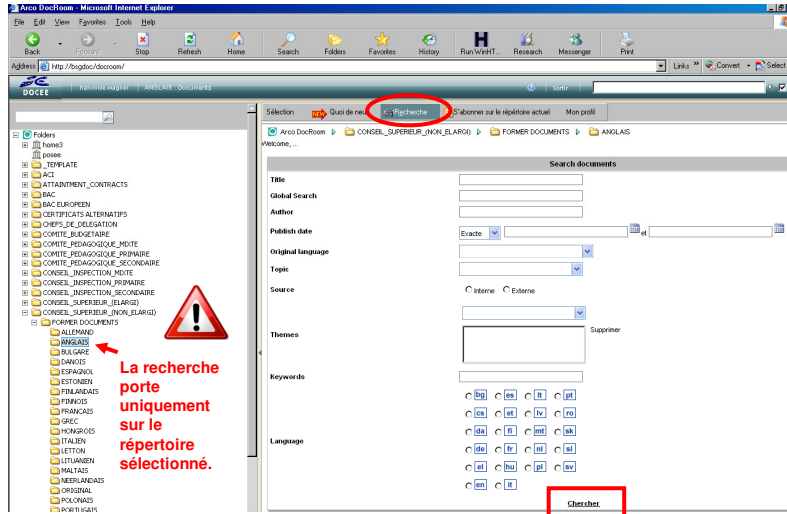 Arco DocRoom - Microsoft Internet Explorer
File Edit View Favorites Tools Help
Back Forward Stop Refresh Home Search Folders Favorites History Run WinHT... Research Messenger Print
Address http://bsgdoc/docroom/ Links » Convert Select
DOCEE francoise.wagner ANGLAIS : Documents Sortir
Sélection NEW Quoi de neu Recherche S'abonner sur le répertoire actuel Mon profil
Arco DocRoom CONSEIL_SUPERIEUR_(NON_ELARGI) FORMER DOCUMENTS ANGLAIS
Welcome, ...
Folders
home3
posee
_TEMPLATE
ACI
ATTAINTMENT_CONTRACTS
BAC
BAC EUROPEEN
CERTIFICATS ALTERNATIFS
CHEFS_DE_DELEGATION
COMITE_BUDGETAIRE
COMITE_PEDAGOGIQUE_MIXTE
COMITE_PEDAGOGIQUE_PRIMAIRE
COMITE_PEDAGOGIQUE_SECONDAIRE
CONSEIL_INSPECTION_MIXTE
CONSEIL_INSPECTION_PRIMAIRE
CONSEIL_INSPECTION_SECONDAIRE
CONSEIL_SUPERIEUR_(ELARGI)
CONSEIL_SUPERIEUR_(NON_ELARGI)
FORMER DOCUMENTS
ALLEMAND
ANGLAIS
BULGARE
DANOIS
ESPAGNOL
ESTONIEN
FINLANDAIS
FINNOIS
FRANCAIS
GREC
HONGROIS
ITALIEN
LETTON
LITUANIEN
MALTAIS
NEERLANDAIS
ORIGINAL
POLONAIS
PORTUGAIS
La recherche
porte
uniquement
sur le
répertoire
sélectionné.
Search documents
Title
Global Search
Author
Publish date Exacte et
Original language
Topic
Source Interne Externe
Themes Supprimer
Keywords
Language
bg es lt pt
cs et lv ro
da fi mt sk
de fr nl sl
el hu pl sv
en it
Chercher